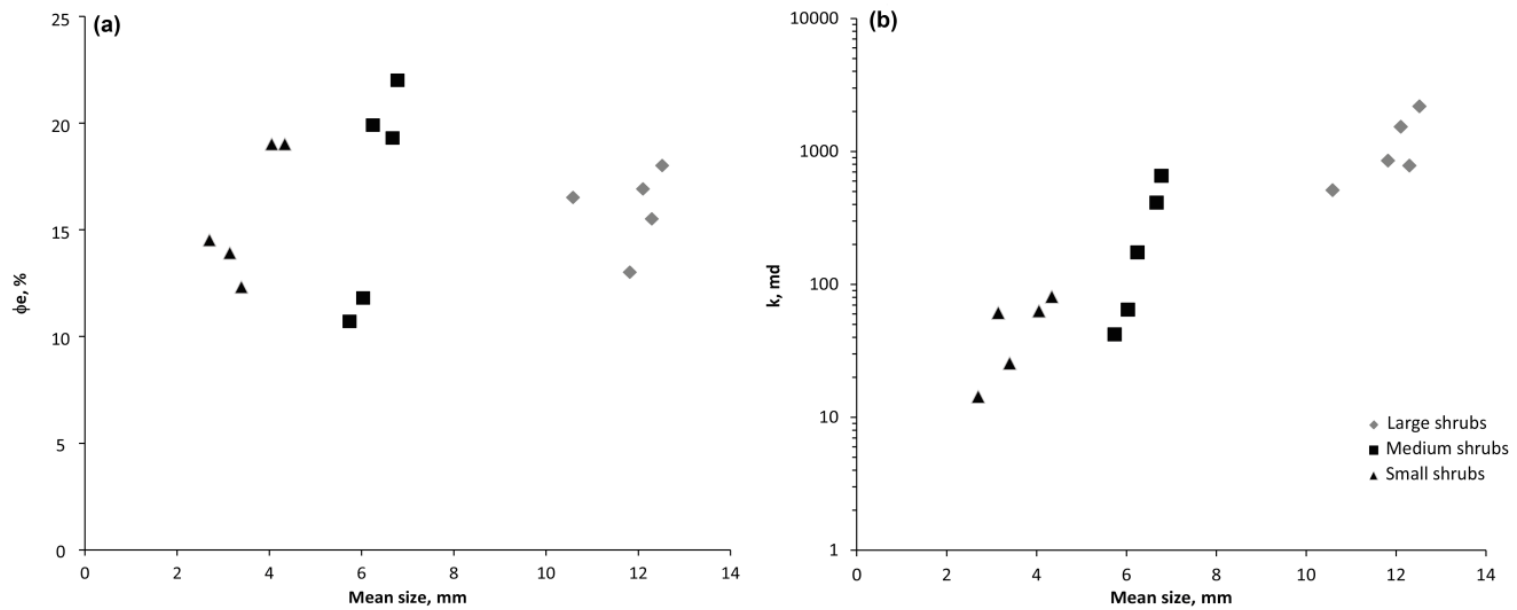 (a)
25
20
15
10
5
0
ϕe, %
0 2 4 6 8 10 12 14
Mean size, mm
(b)
10000
1000
100
10
1
k, md
0 2 4 6 8 10 12 14
Mean size, mm
Large shrubs
Medium shrubs
Small shrubs